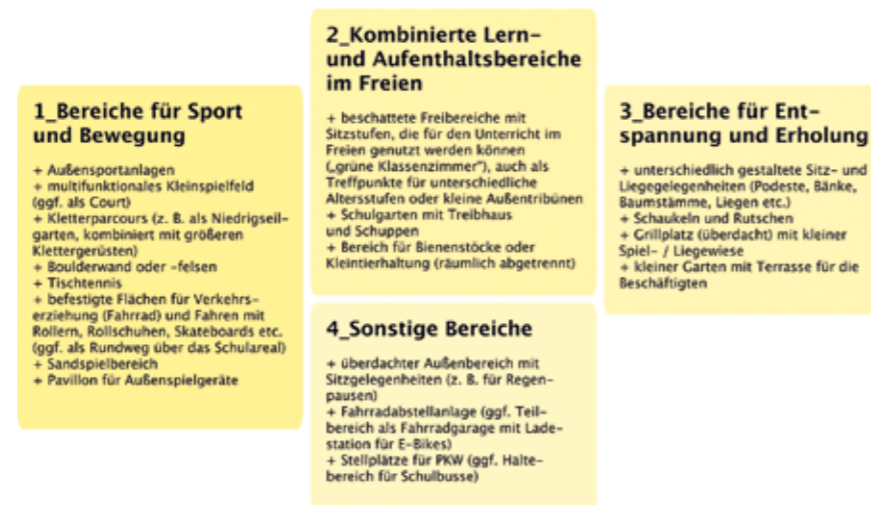 1_Bereiche für Sport
und Bewegung
+ Außensportanlagen
+ multifunktionales Kleinspielfeld
(ggf. als Court)
+ Kletterparcours (z. B. als Niedrigseil-
garten, kombiniert mit größeren
Klettergerüsten)
+ Boulderwand oder -felsen
+ Tischtennis
+ befestigte Flächen für Verkehrs-
erziehung (Fahrrad) und Fahren mit
Rollern, Rollschuhen, Skateboards etc.
(ggf. als Rundweg über das Schulareal)
+ Sandspielbereich
+ Pavillon für Außenspielgeräte
2_Kombinierte Lern-
und Aufenthaltsbereiche
im Freien
+ beschattete Freibereiche mit
Sitzstufen, die für den Unterricht im
Freien genutzt werden können
(„grüne Klassenzimmer“), auch als
Treffpunkte für unterschiedliche
Altersstufen oder kleine Außentribünen
+ Schulgarten mit Treibhaus
und Schuppen
+ Bereich für Bienenstöcke oder
Kleintierhaltung (räumlich abgetrennt)
3_Bereiche für Ent-
spannung und Erholung
+ unterschiedlich gestaltete Sitz- und
Liegegelegenheiten (Podeste, Bänke,
Baumstämme, Liegen etc.)
+ Schaukeln und Rutschen
+ Grillplatz (überdacht) mit kleiner
Spiel- / Liegewiese
+ kleiner Garten mit Terrasse für die
Beschäftigten
4_Sonstige Bereiche
+ überdachter Außenbereich mit
Sitzgelegenheiten (z. B. für Regen-
pausen)
+ Fahrradabstellanlage (ggf. Teil-
bereich als Fahrradgarage mit Lade-
station für E-Bikes)
+ Stellplätze für PKW (ggf. Halte-
bereich für Schulbusse)